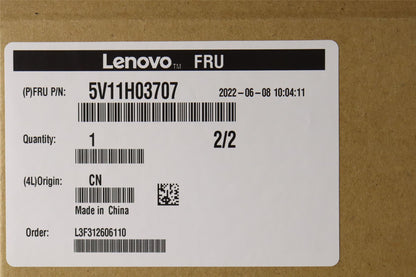 Lenovo™ FRU
(P)FRU P/N: 5V11H03707 2022-06-08 10:04:11
Quantity: 1 2/2
(4L)Origin: CN
Made in China
Order: L3F312606110